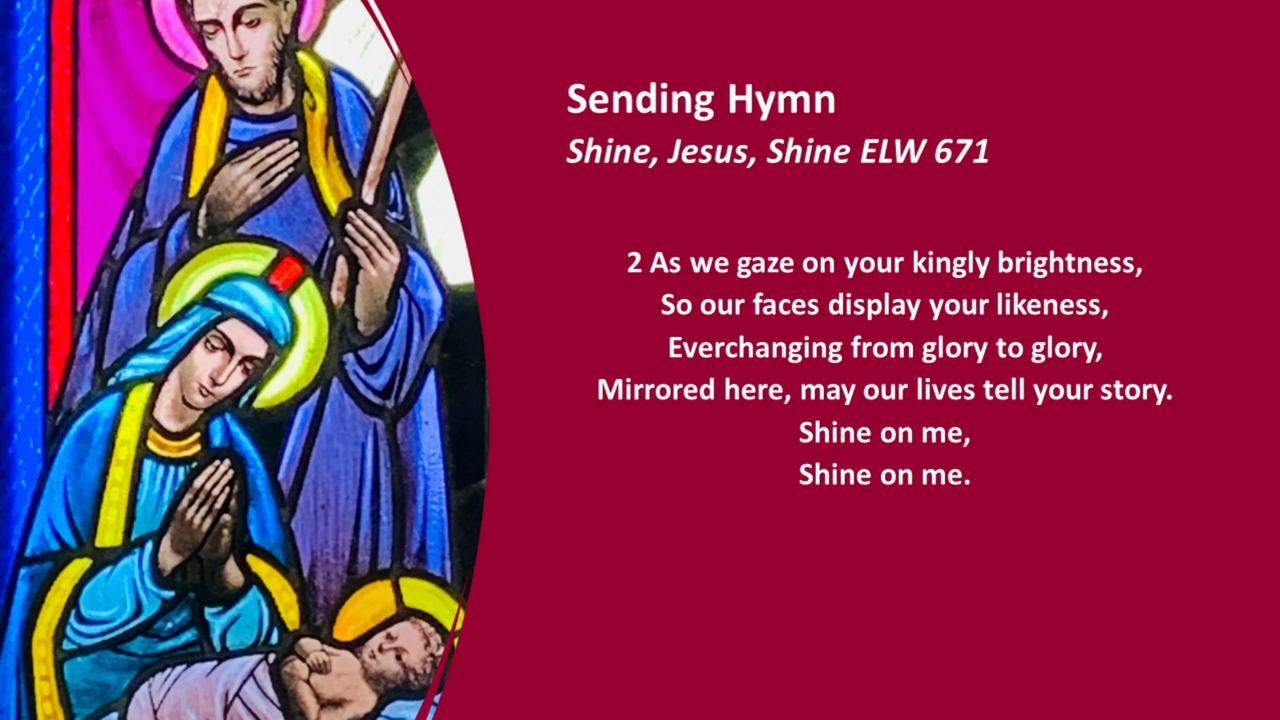 Sending Hymn
Shine, Jesus, Shine ELW 671
2 As we gaze on your kingly brightness,
So our faces display your likeness,
Everchanging from glory to glory,
Mirrored here, may our lives tell your story.
Shine on me,
Shine on me.